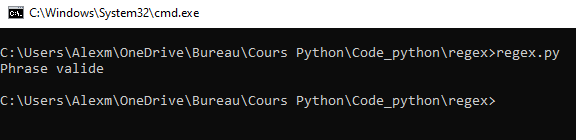 C:\Windows\System32\cmd.exe
C:\Users\Alexm\OneDrive\Bureau\Cours Python\Code_python\regex>regex.py
Phrase valide
C:\Users\Alexm\OneDrive\Bureau\Cours Python\Code_python\regex>